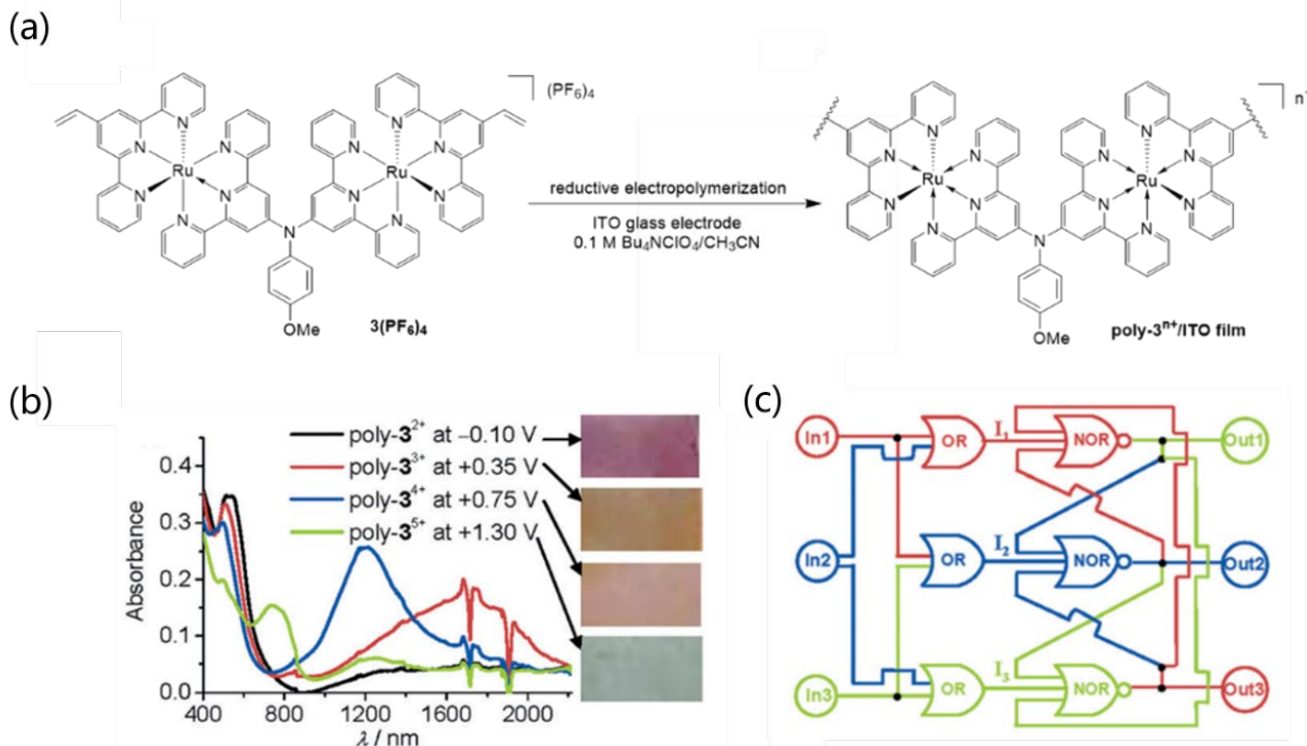 (a)
(PF₆)₄
n⁺
N
N
N
N
N
N
Ru
N
N
N
N
N
N
Ru
N
OMe
3(PF₆)₄
reductive electropolymerization
ITO glass electrode
0.1 M Bu₄NClO₄/CH₃CN
N
N
N
N
N
N
Ru
N
N
N
N
N
N
Ru
N
OMe
poly-3ⁿ⁺/ITO film
(b)
poly-3²⁺ at –0.10 V
poly-3³⁺ at +0.35 V
poly-3⁴⁺ at +0.75 V
poly-3⁵⁺ at +1.30 V
Absorbance
0.4
0.3
0.2
0.1
0.0
400 800 1200 1600 2000
λ / nm
(c)
In1 OR I₁ NOR Out1
In2 OR I₂ NOR Out2
In3 OR I₃ NOR Out3